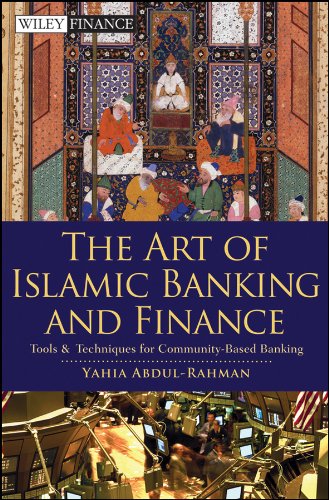 WILEY FINANCE
THE ART OF
ISLAMIC BANKING
AND FINANCE
Tools & Techniques for Community-Based Banking
YAHIA ABDUL-RAHMAN